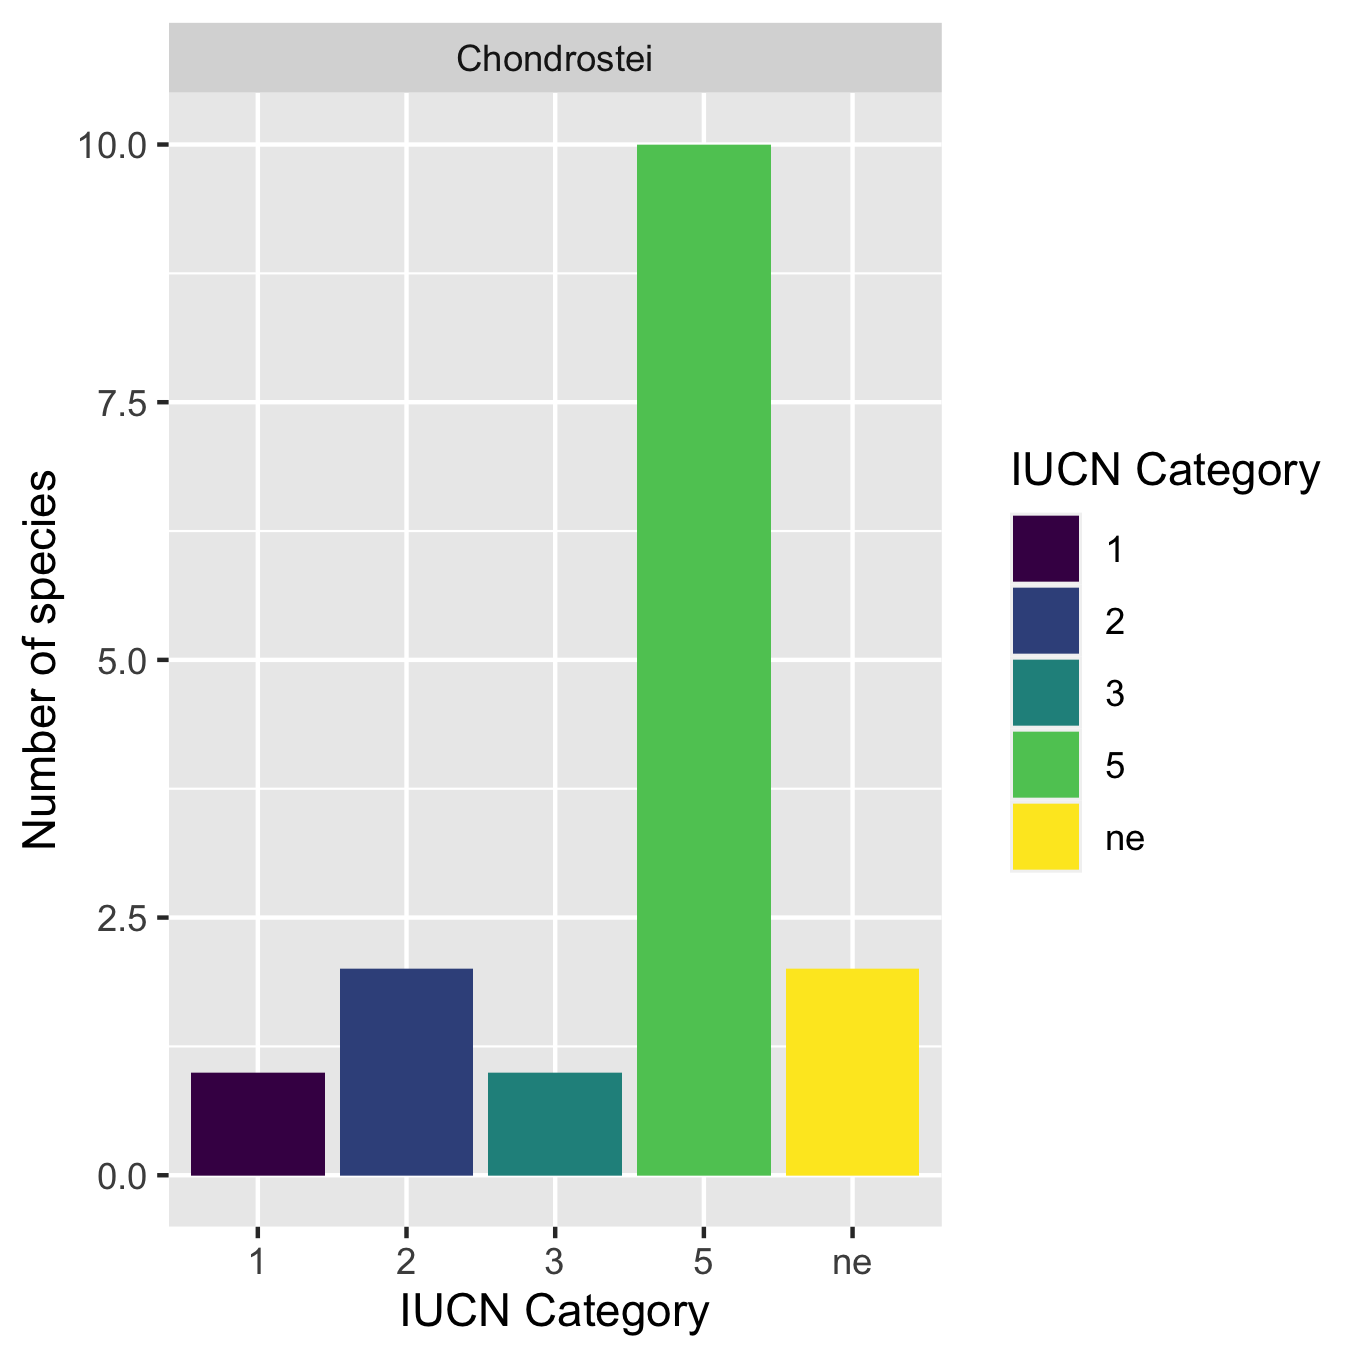 Chondrostei
10.0
7.5
5.0
2.5
0.0
Number of species
1 2 3 5 ne
IUCN Category
IUCN Category
1
2
3
5
ne